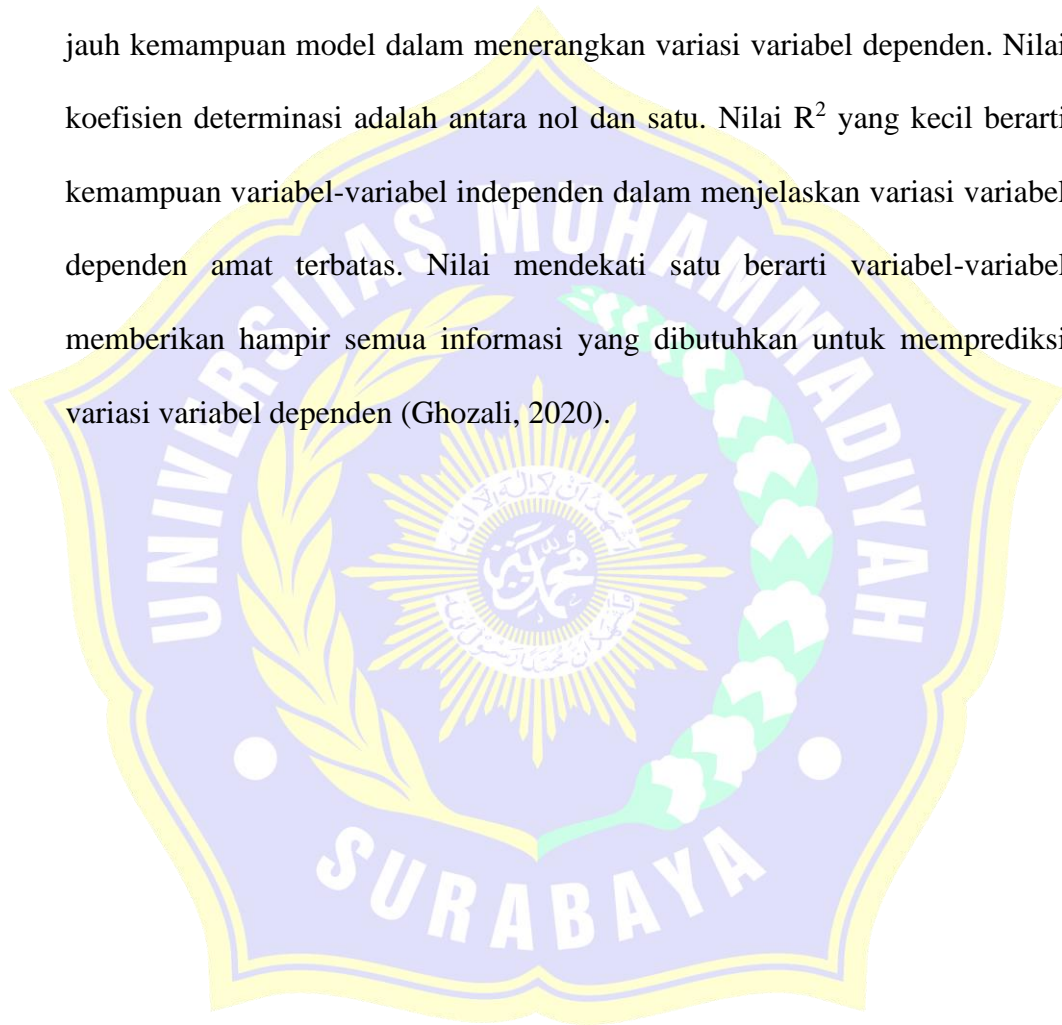 jauh kemampuan model dalam menerangkan variasi variabel dependen. Nilai
koefisien determinasi adalah antara nol dan satu. Nilai R² yang kecil berarti
kemampuan variabel-variabel independen dalam menjelaskan variasi variabel
dependen amat terbatas. Nilai mendekati satu berarti variabel-variabel
memberikan hampir semua informasi yang dibutuhkan untuk memprediksi
variasi variabel dependen (Ghozali, 2020).
UNIVERSITAS MUHAMMADIYAH
SURABAYA